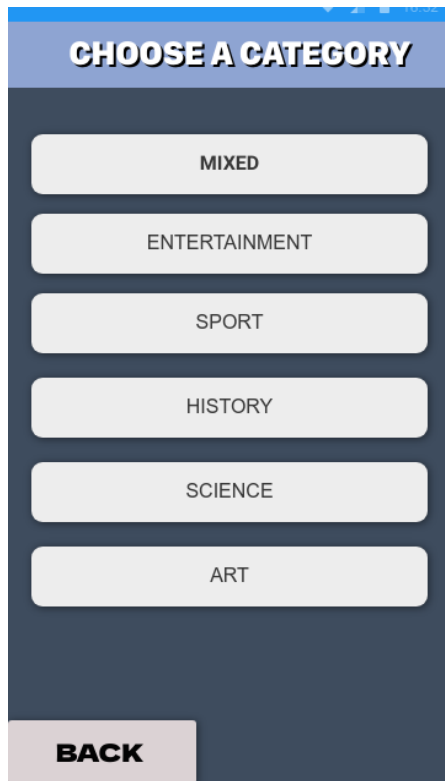 CHOOSE A CATEGORY
MIXED
ENTERTAINMENT
SPORT
HISTORY
SCIENCE
ART
BACK